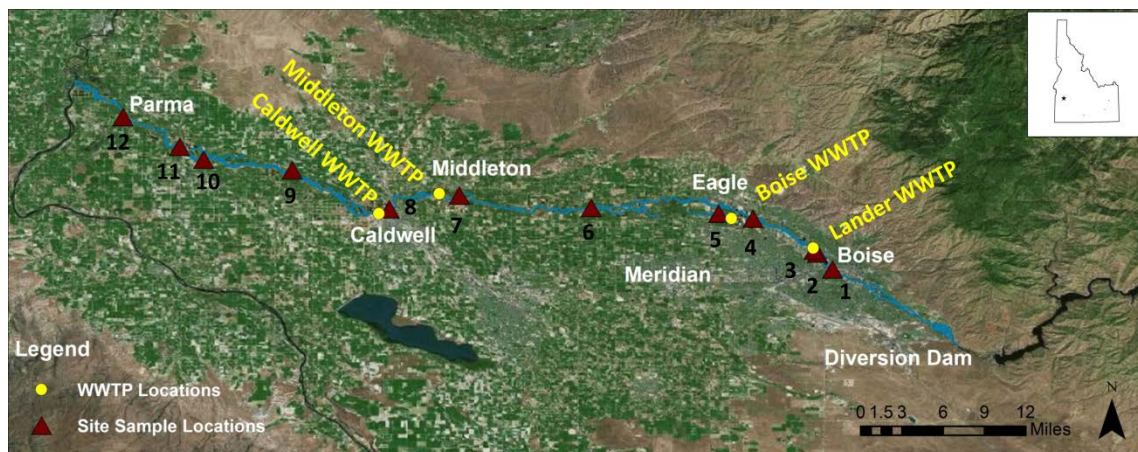 Parma
12
11
10
9
Caldwell WWTP
Middleton WWTP
8
Caldwell
Middleton
7
6
Eagle
Boise WWTP
5
4
Lander WWTP
Meridian
3
2
Boise
1
Diversion Dam
Legend
WWTP Locations
Site Sample Locations
N
0 1.5 3 6 9 12
Miles